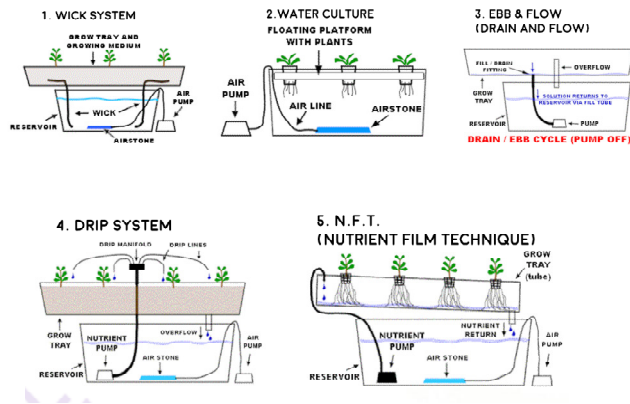 1. WICK SYSTEM
GROW TRAY AND
GROWING MEDIUM
AIR
PUMP
WICK
RESERVOIR
AIRSTONE
2.WATER CULTURE
FLOATING PLATFORM
WITH PLANTS
AIR
PUMP
AIR LINE
AIRSTONE
3. EBB & FLOW
(DRAIN AND FLOW)
FILL / DRAIN
FITTING
OVERFLOW
GROW
TRAY
SOLUTION RETURNS TO
RESERVOIR VIA FILL TUBE
RESERVOIR
PUMP
DRAIN / EBB CYCLE (PUMP OFF)
4. DRIP SYSTEM
DRIP MANIFOLD
DRIP LINES
GROW
TRAY
NUTRIENT
PUMP
OVERFLOW
AIR
PUMP
AIR STONE
RESERVOIR
5. N.F.T.
(NUTRIENT FILM TECHNIQUE)
GROW
TRAY
(tube)
NUTRIENT
PUMP
NUTRIENT
RETURN
AIR
PUMP
AIR STONE
RESERVOIR